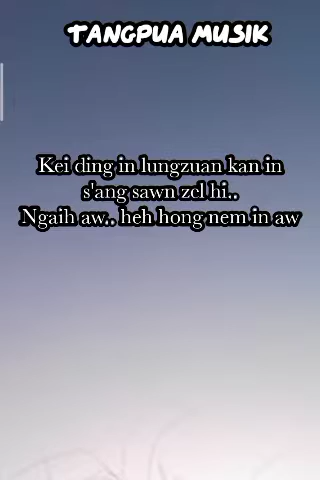 TANGPUA MUSIK
Kei ding in lungzuan kan in
s'ang sawn zel hi..
Ngaih aw.. heh hong nem in aw